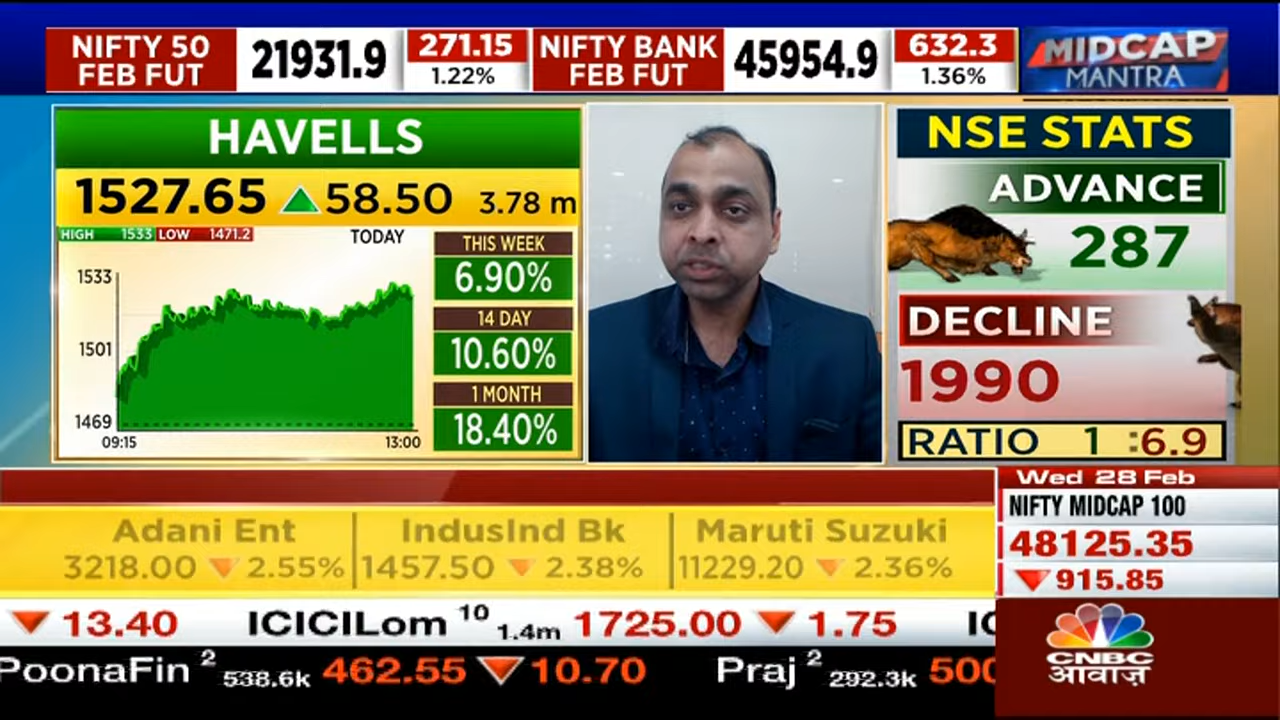 NIFTY 50
FEB FUT
21931.9
271.15
1.22%
NIFTY BANK
FEB FUT
45954.9
632.3
1.36%
MIDCAP
MANTRA
HAVELLS
1527.65 ▲ 58.50 3.78 m
HIGH 1533 LOW 1471.2
TODAY
1533
1501
1469
09:15 13:00
THIS WEEK
6.90%
14 DAY
10.60%
1 MONTH
18.40%
NSE STATS
ADVANCE
287
DECLINE
1990
RATIO 1 :6.9
Adani Ent
3218.00 ▼ 2.55%
IndusInd Bk
1457.50 ▼ 2.38%
Maruti Suzuki
11229.20 ▼ 2.36%
Wed 28 Feb
NIFTY MIDCAP 100
48125.35
▼ 915.85
▼ 13.40 ICICILom 10 1.4m 1725.00 ▼ 1.75 IC
PoonaFin 2 538.6k 462.55 ▼ 10.70 Praj 2 292.3k 500
CNBC
आवाज़